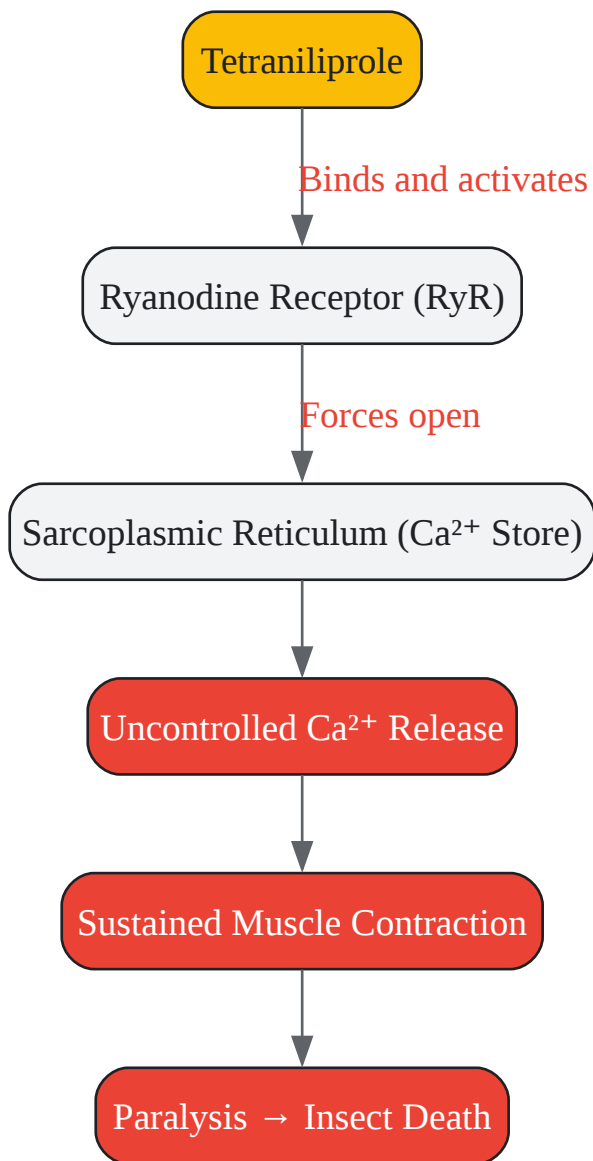 Tetraniliprole
Binds and activates
Ryanodine Receptor (RyR)
Forces open
Sarcoplasmic Reticulum (Ca²⁺ Store)
Uncontrolled Ca²⁺ Release
Sustained Muscle Contraction
Paralysis → Insect Death